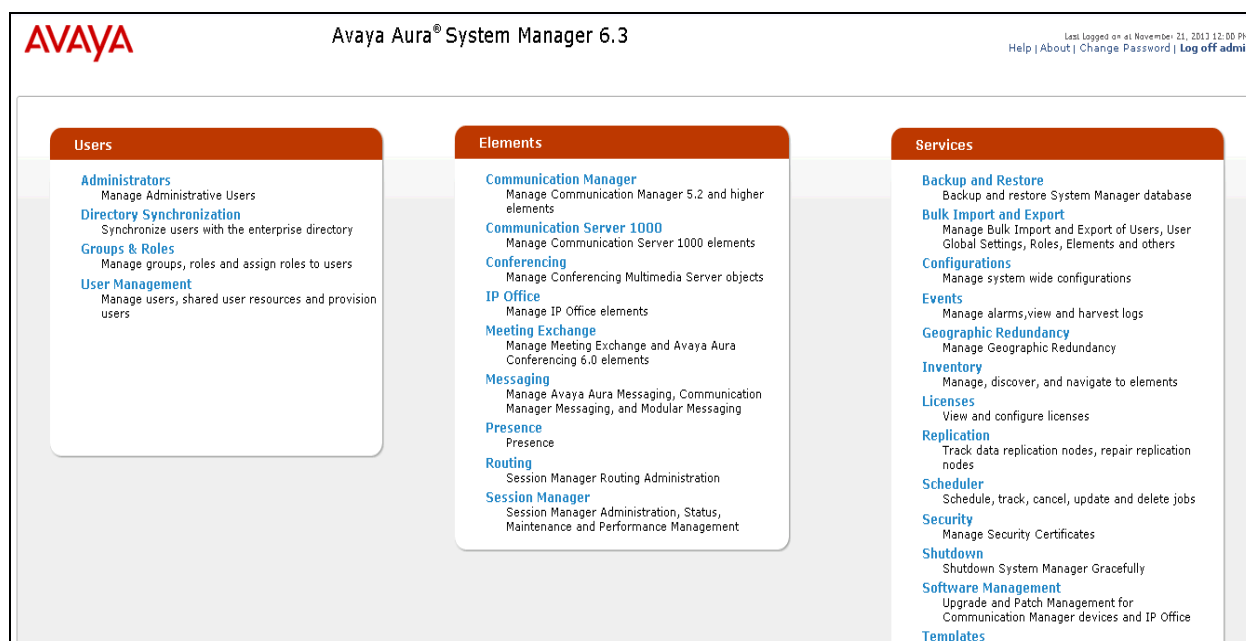 AVAYA
Avaya Aura® System Manager 6.3
Last Logged on at November 21, 2013 12:00 PM
Help | About | Change Password | Log off admi
Users
Administrators
Manage Administrative Users
Directory Synchronization
Synchronize users with the enterprise directory
Groups & Roles
Manage groups, roles and assign roles to users
User Management
Manage users, shared user resources and provision
users
Elements
Communication Manager
Manage Communication Manager 5.2 and higher
elements
Communication Server 1000
Manage Communication Server 1000 elements
Conferencing
Manage Conferencing Multimedia Server objects
IP Office
Manage IP Office elements
Meeting Exchange
Manage Meeting Exchange and Avaya Aura
Conferencing 6.0 elements
Messaging
Manage Avaya Aura Messaging, Communication
Manager Messaging, and Modular Messaging
Presence
Presence
Routing
Session Manager Routing Administration
Session Manager
Session Manager Administration, Status,
Maintenance and Performance Management
Services
Backup and Restore
Backup and restore System Manager database
Bulk Import and Export
Manage Bulk Import and Export of Users, User
Global Settings, Roles, Elements and others
Configurations
Manage system wide configurations
Events
Manage alarms,view and harvest logs
Geographic Redundancy
Manage Geographic Redundancy
Inventory
Manage, discover, and navigate to elements
Licenses
View and configure licenses
Replication
Track data replication nodes, repair replication
nodes
Scheduler
Schedule, track, cancel, update and delete jobs
Security
Manage Security Certificates
Shutdown
Shutdown System Manager Gracefully
Software Management
Upgrade and Patch Management for
Communication Manager devices and IP Office
Templates